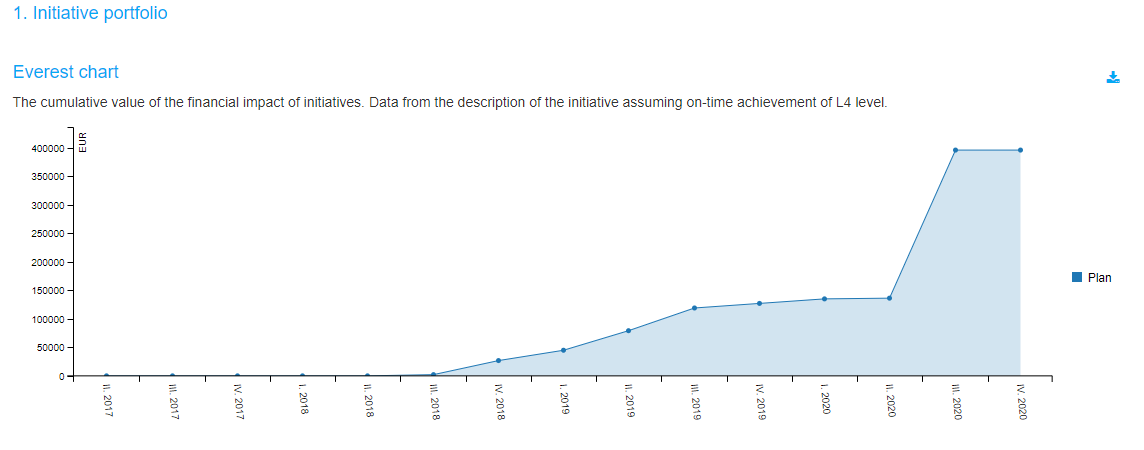 1. Initiative portfolio
Everest chart
The cumulative value of the financial impact of initiatives. Data from the description of the initiative assuming on-time achievement of L4 level.
EUR
400000
350000
300000
250000
200000
150000
100000
50000
0
Plan
II. 2017
III. 2017
IV. 2017
I. 2018
II. 2018
III. 2018
IV. 2018
I. 2019
II. 2019
III. 2019
IV. 2019
I. 2020
II. 2020
III. 2020
IV. 2020